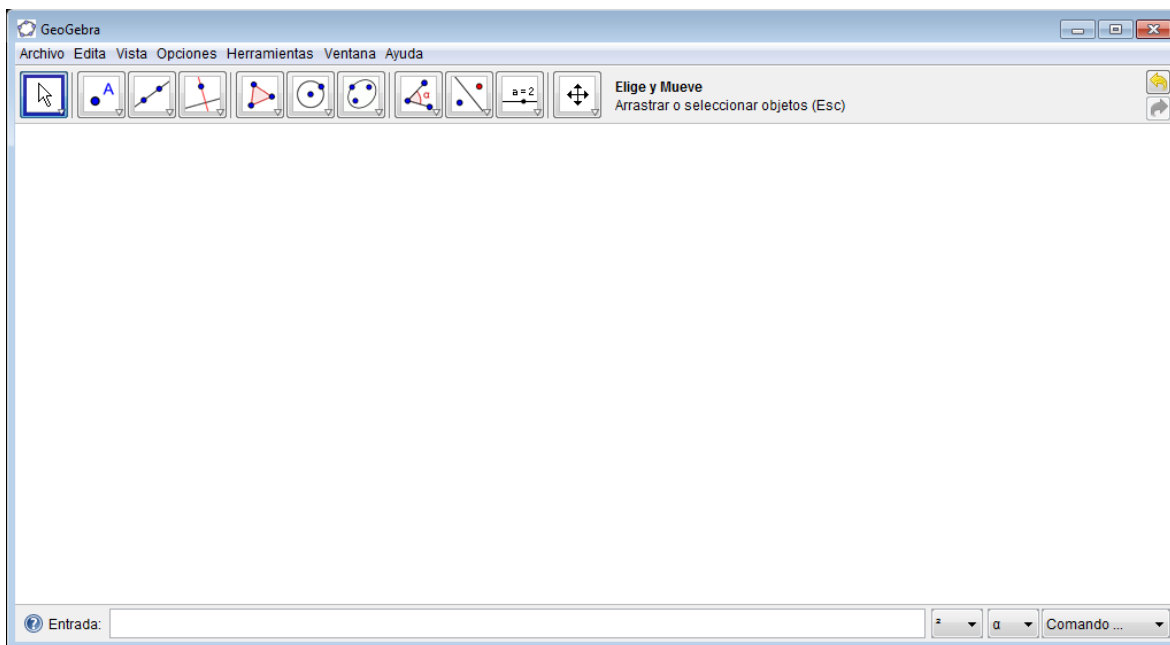 GeoGebra
Archivo Edita Vista Opciones Herramientas Ventana Ayuda
A
α
a = 2
Elige y Mueve
Arrastrar o seleccionar objetos (Esc)
Entrada:
²
α
Comando ...